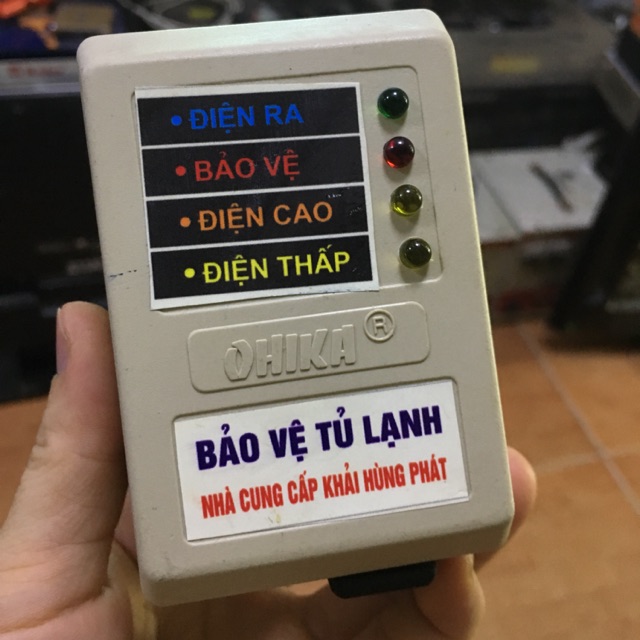 • ĐIỆN RA
• BẢO VỆ
• ĐIỆN CAO
• ĐIỆN THẤP
OHIKA ®
BẢO VỆ TỦ LẠNH
NHÀ CUNG CẤP KHẢI HÙNG PHÁT